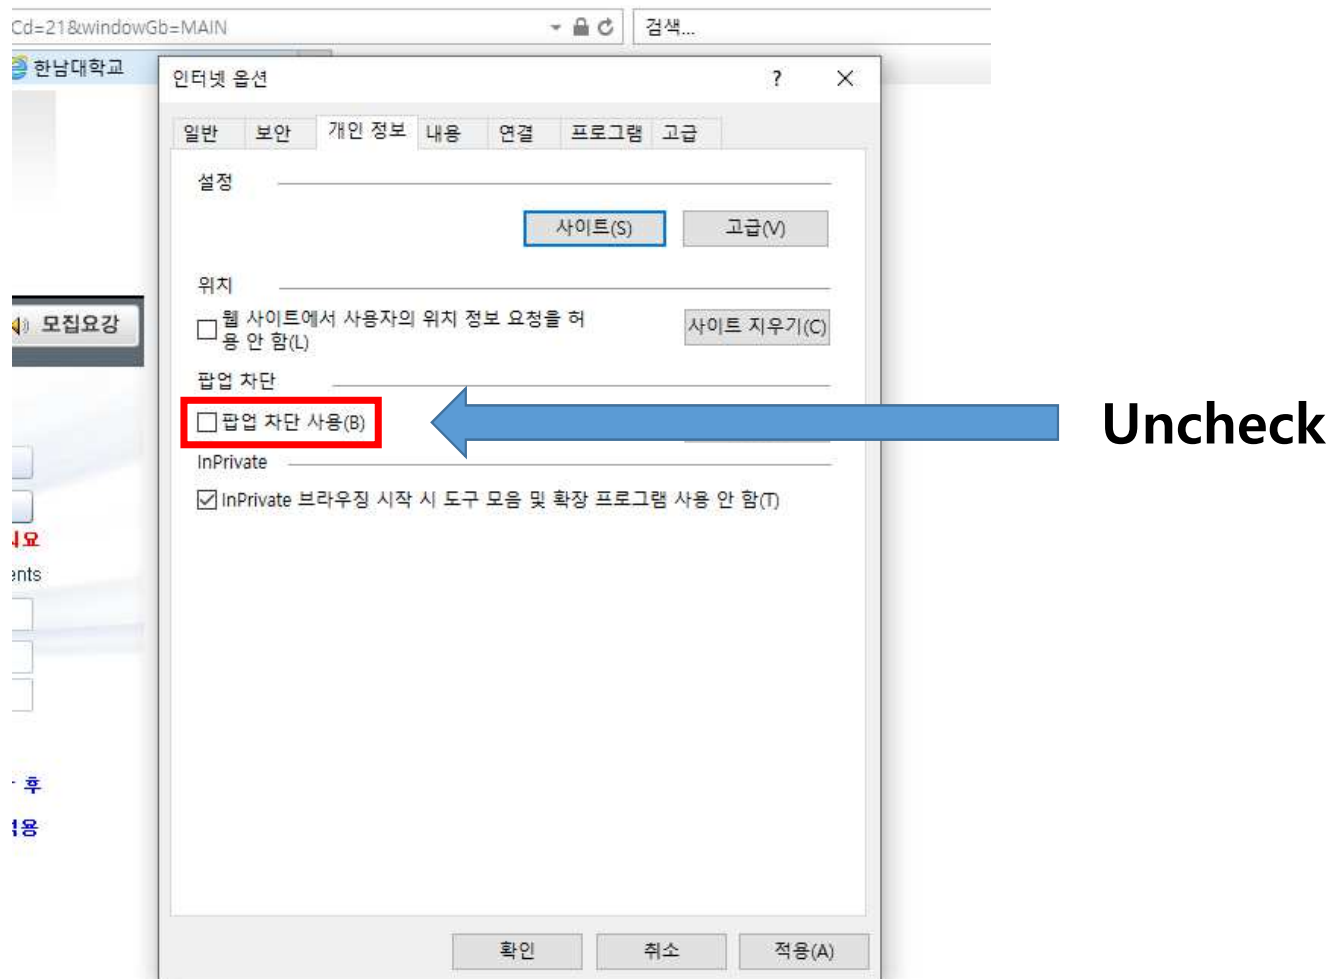 Cd=21&windowGb=MAIN
검색...
한남대학교
인터넷 옵션
?
일반 보안 개인 정보 내용 연결 프로그램 고급
설정
사이트(S) 고급(V)
위치
웹 사이트에서 사용자의 위치 정보 요청을 허
용 안 함(L)
사이트 지우기(C)
모집요강
팝업 차단
팝업 차단 사용(B)
Uncheck
InPrivate
InPrivate 브라우징 시작 시 도구 모음 및 확장 프로그램 사용 안 함(T)
요
ents
후
용
확인 취소 적용(A)